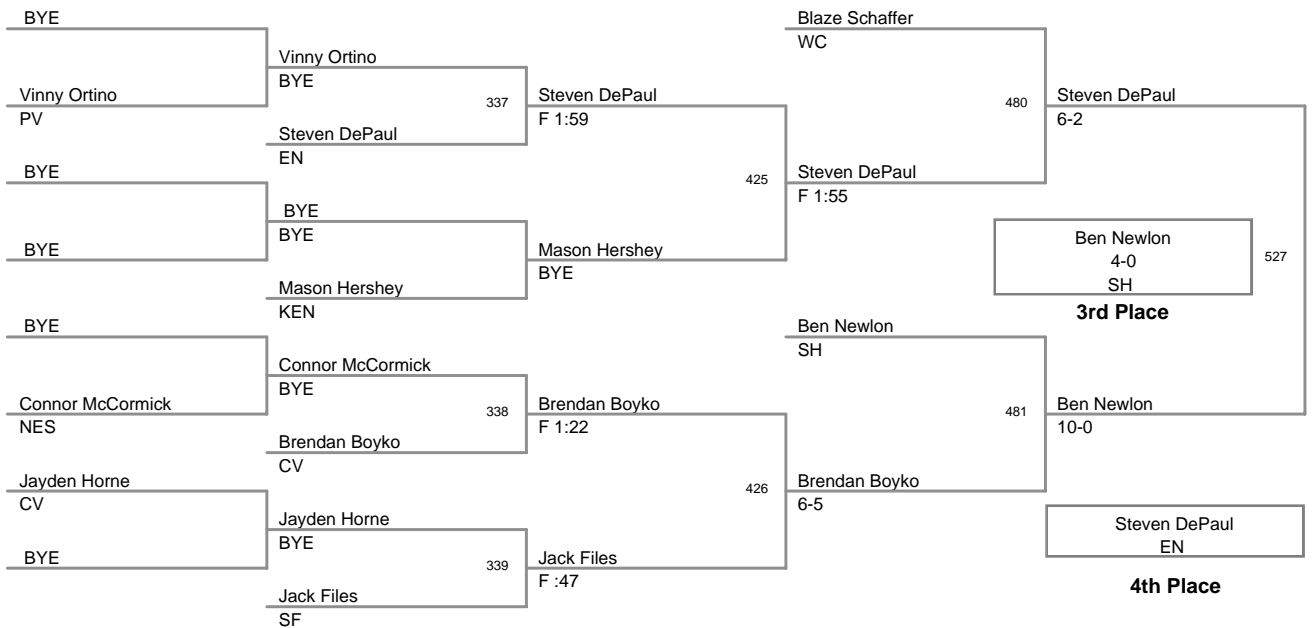 BYE
Vinny Ortino
PV
BYE
BYE
BYE
Connor McCormick
NES
Jayden Horne
CV
BYE
Vinny Ortino
BYE
Steven DePaul
EN
BYE
BYE
Mason Hershey
KEN
Connor McCormick
BYE
Brendan Boyko
CV
Jayden Horne
BYE
Jack Files
SF
337
338
339
Steven DePaul
F 1:59
Mason Hershey
BYE
Brendan Boyko
F 1:22
Jack Files
F :47
425
426
Blaze Schaffer
WC
Steven DePaul
F 1:55
Ben Newlon
SH
Brendan Boyko
6-5
480
481
Steven DePaul
6-2
Ben Newlon
10-0
527
Ben Newlon
4-0
SH
3rd Place
Steven DePaul
EN
4th Place